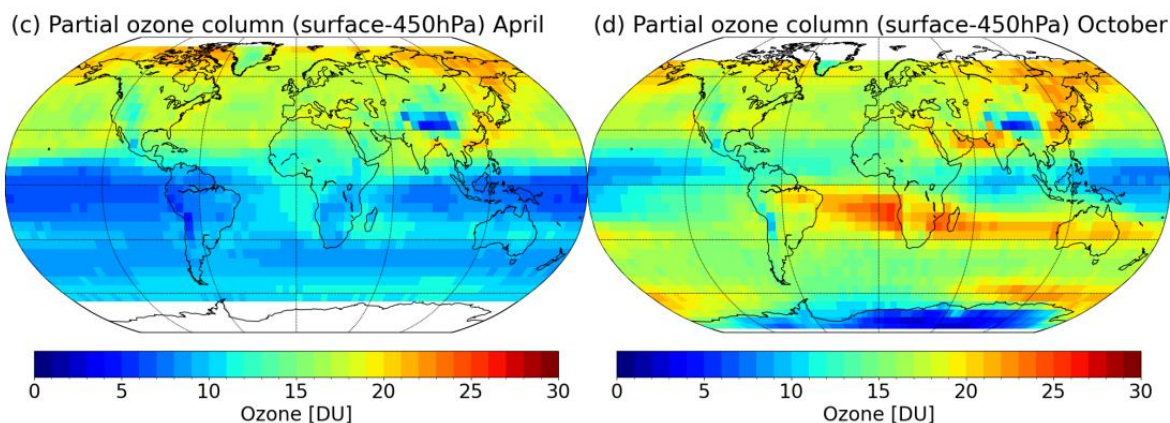 (c) Partial ozone column (surface-450hPa) April
(d) Partial ozone column (surface-450hPa) October
0 5 10 15 20 25 30
Ozone [DU]
0 5 10 15 20 25 30
Ozone [DU]